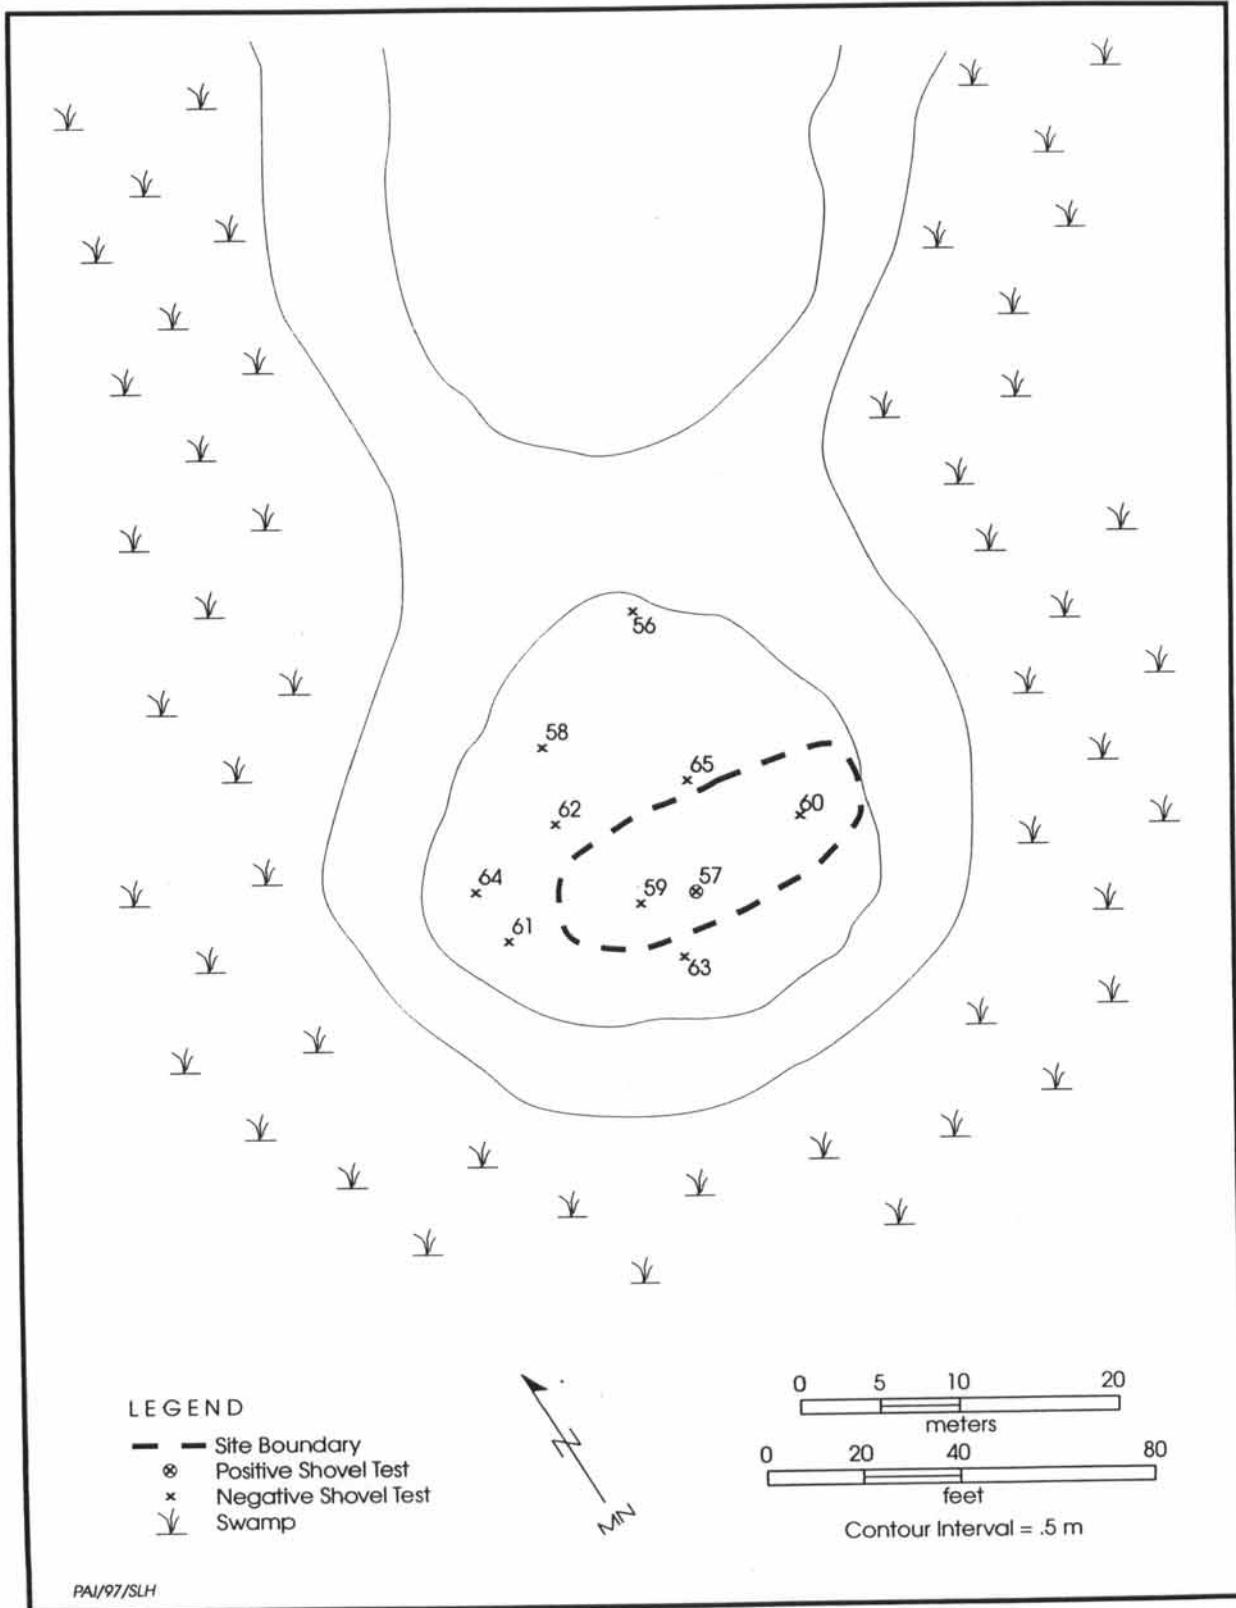 56
58
65
62
60
64
59
57
61
63
LEGEND
Site Boundary
Positive Shovel Test
Negative Shovel Test
Swamp
N
MN
0 5 10 20
meters
0 20 40 80
feet
Contour Interval = .5 m
PAI/97/SLH